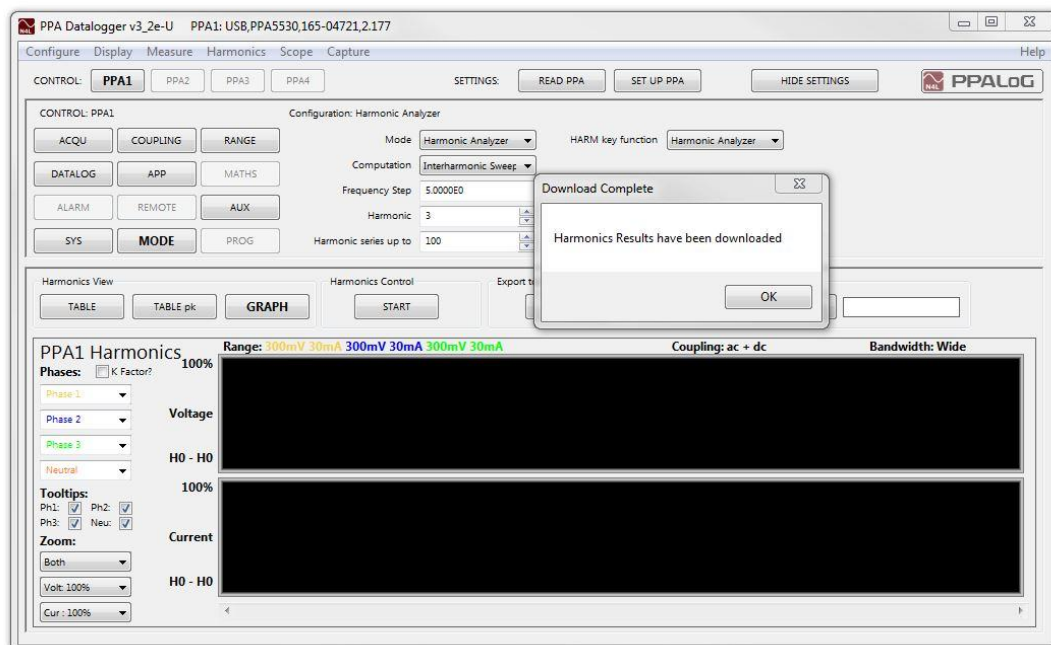 PPA Datalogger v3_2e-U PPA1: USB,PPA5530,165-04721,2.177
Configure Display Measure Harmonics Scope Capture Help
CONTROL: PPA1 PPA2 PPA3 PPA4 SETTINGS: READ PPA SET UP PPA HIDE SETTINGS N4L PPALoG
CONTROL: PPA1 Configuration: Harmonic Analyzer
ACQU COUPLING RANGE Mode Harmonic Analyzer HARM key function Harmonic Analyzer
DATALOG APP MATHS Computation Interharmonic Sweep
Frequency Step 5.0000E0
ALARM REMOTE AUX Harmonic 3
SYS MODE PROG Harmonic series up to 100
Download Complete
Harmonics Results have been downloaded
OK
Harmonics View Harmonics Control Export t
TABLE TABLE pk GRAPH START
PPA1 Harmonics Range: 300mV 30mA 300mV 30mA 300mV 30mA Coupling: ac + dc Bandwidth: Wide
Phases: K Factor? 100%
Phase 1
Phase 2 Voltage
Phase 3
H0 - H0
Neutral
Tooltips: 100%
Ph1: Ph2:
Ph3: Neu:
Zoom: Current
Both
Volt: 100% H0 - H0
Cur : 100%